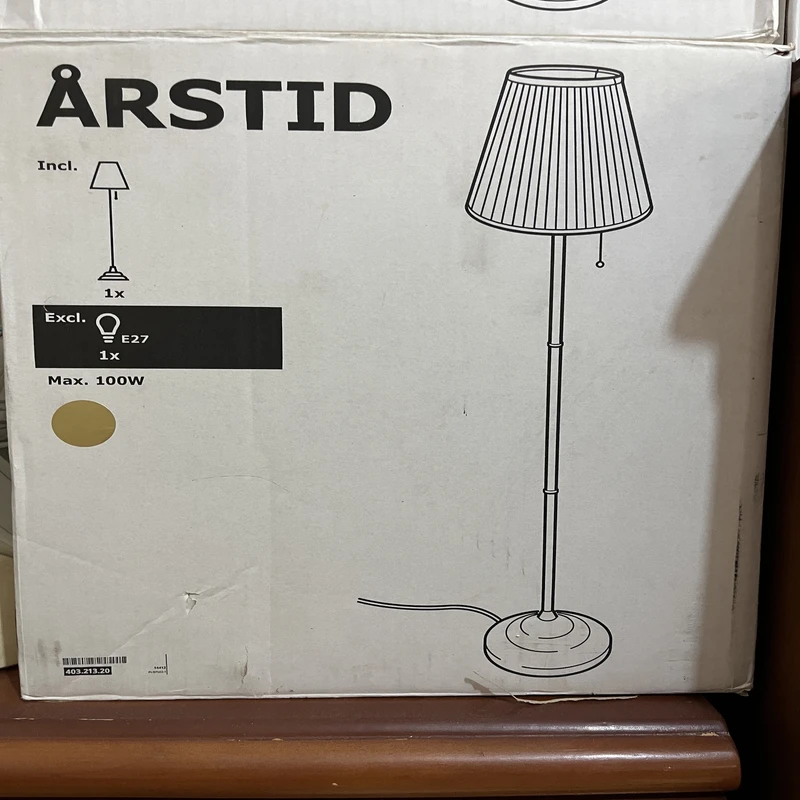 ÅRSTID
Incl.
1x
Excl.
E27
1x
Max. 100W
403.213.20